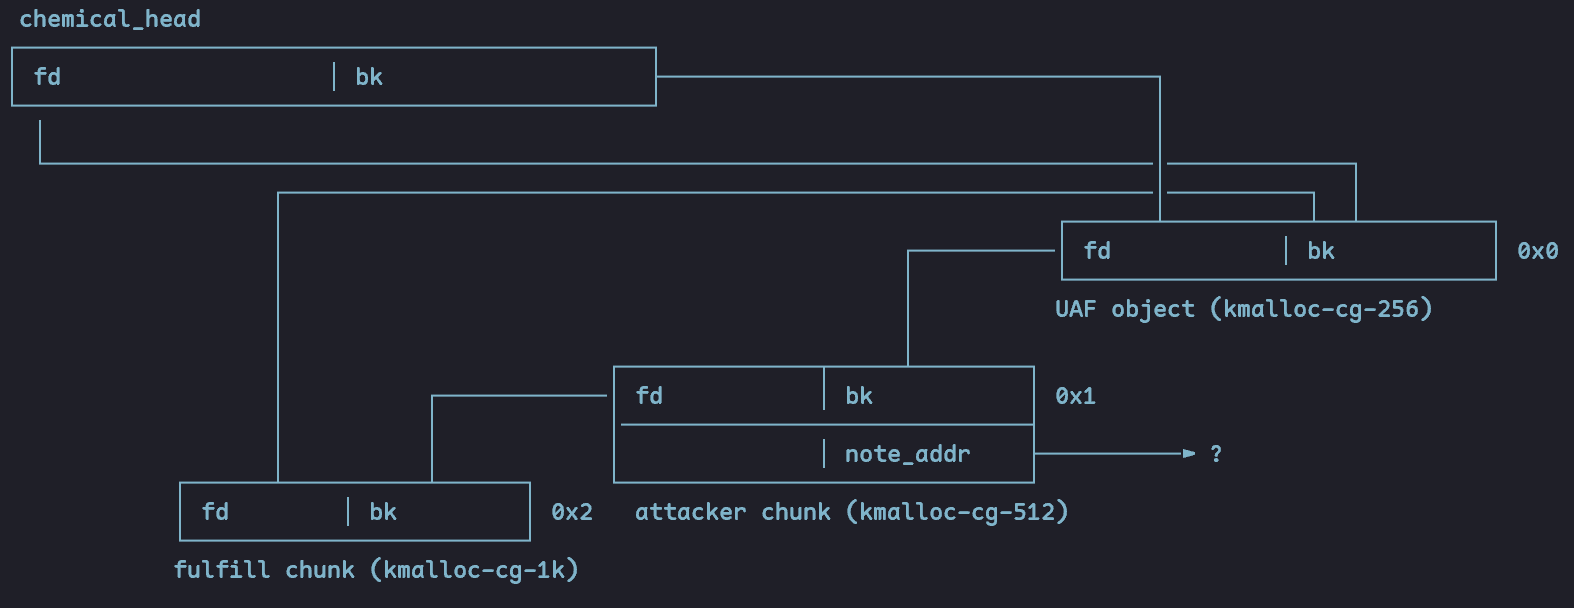 chemical_head
fd | bk
fd | bk 0x0
UAF object (kmalloc-cg-256)
fd | bk 0x1
| note_addr ?
fd | bk 0x2
attacker chunk (kmalloc-cg-512)
fulfill chunk (kmalloc-cg-1k)